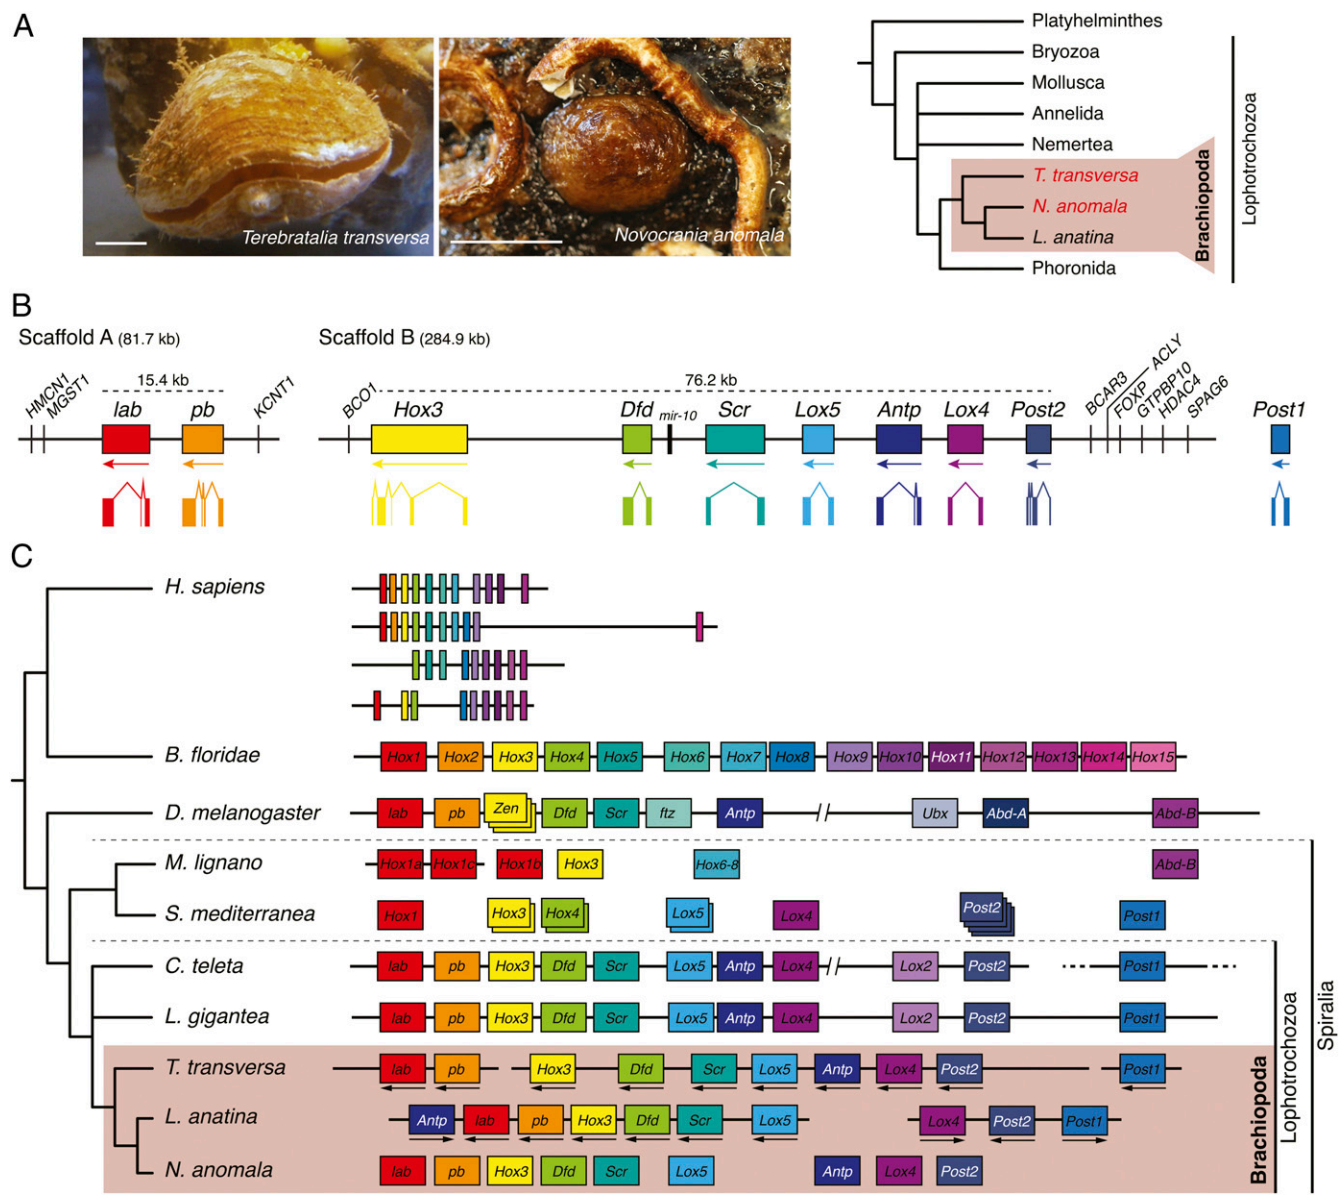 A
Terebratalia transversa
Novocrania anomala
Platyhelminthes
Bryozoa
Mollusca
Annelida
Nemertea
T. transversa
N. anomala
L. anatina
Phoronida
Brachiopoda
Lophotrochozoa
B
Scaffold A (81.7 kb)
Scaffold B (284.9 kb)
HMCN1
MGST1
15.4 kb
KCNT1
BCO1
76.2 kb
BCAR3
ACLY
FOXP
GTPBP10
HDAC4
SPAG6
lab pb Hox3 Dfd mir-10 Scr Lox5 Antp Lox4 Post2 Post1
C
H. sapiens
B. floridae Hox1 Hox2 Hox3 Hox4 Hox5 Hox6 Hox7 Hox8 Hox9 Hox10 Hox11 Hox12 Hox13 Hox14 Hox15
D. melanogaster lab pb Zen Dfd Scr ftz Antp // Ubx Abd-A Abd-B
M. lignano Hox1a Hox1c Hox1b Hox3 Hox6-8 Abd-B
S. mediterranea Hox1 Hox3 Hox4 Lox5 Lox4 Post2 Post1
C. teleta lab pb Hox3 Dfd Scr Lox5 Antp Lox4 // Lox2 Post2 Post1
L. gigantea lab pb Hox3 Dfd Scr Lox5 Antp Lox4 Lox2 Post2 Post1
T. transversa lab pb Hox3 Dfd Scr Lox5 Antp Lox4 Post2 Post1
L. anatina Antp lab pb Hox3 Dfd Scr Lox5 Lox4 Post2 Post1
N. anomala lab pb Hox3 Dfd Scr Lox5 Antp Lox4 Post2
Brachiopoda
Lophotrochozoa
Spiralia